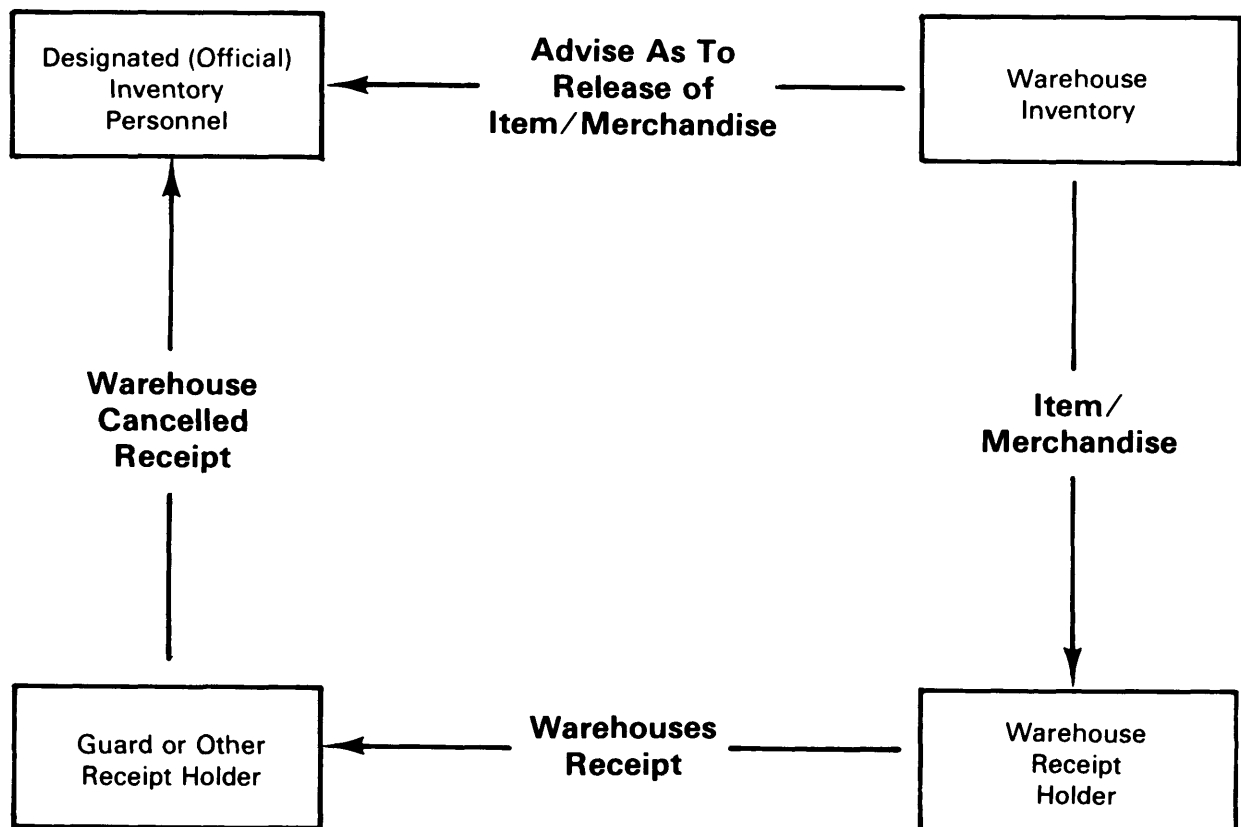 Designated (Official)
Inventory
Personnel
Advise As To
Release of
Item/Merchandise
Warehouse
Inventory
Warehouse
Cancelled
Receipt
Item/
Merchandise
Guard or Other
Receipt Holder
Warehouses
Receipt
Warehouse
Receipt
Holder